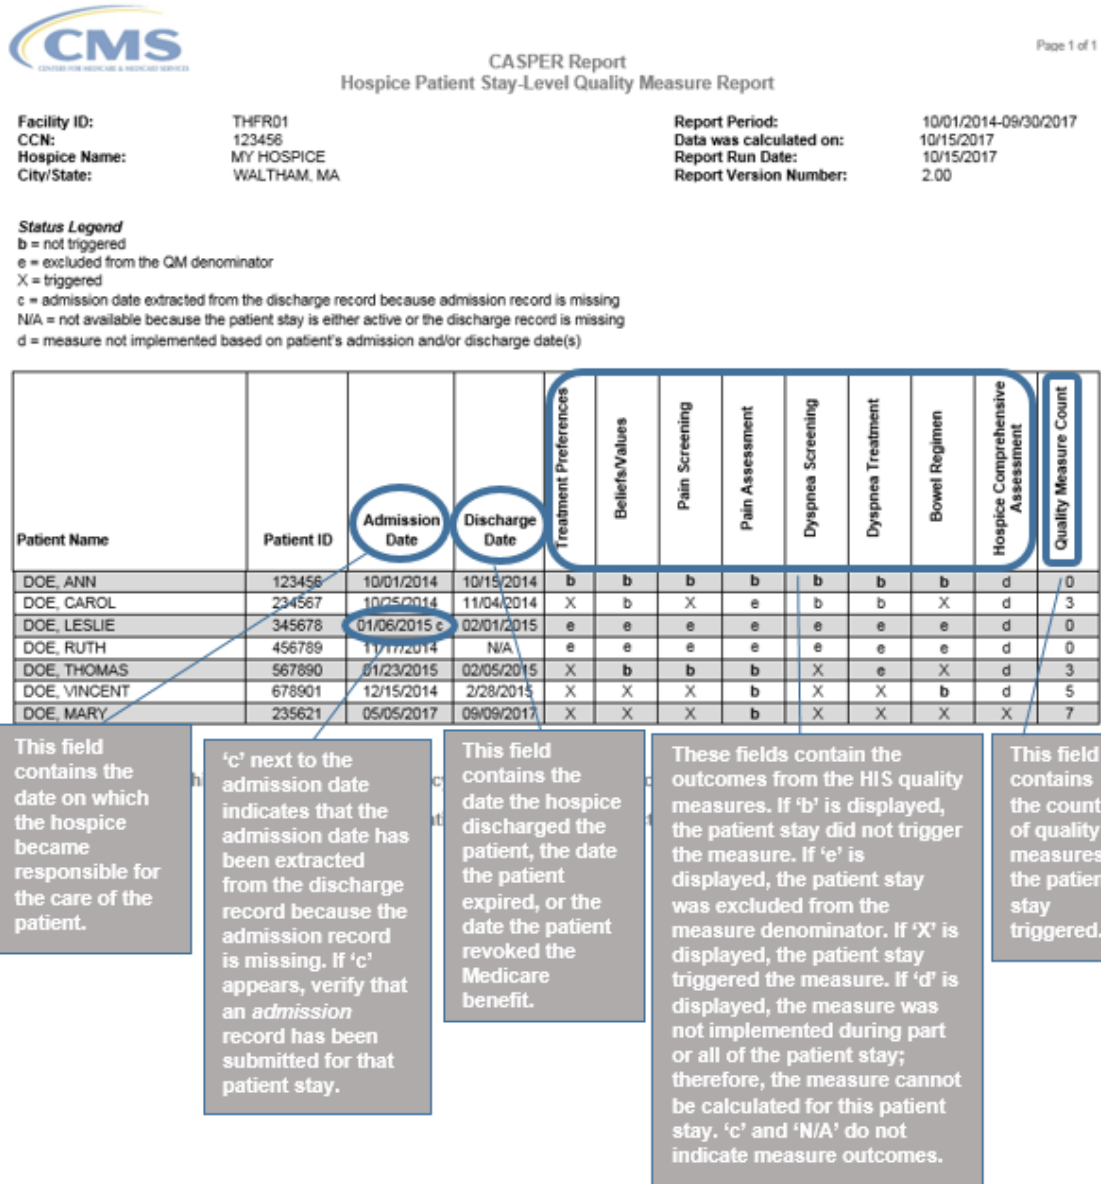 CMS
CENTERS FOR MEDICARE & MEDICAID SERVICES
Page 1 of 1
CASPER Report
Hospice Patient Stay-Level Quality Measure Report
Facility ID: THFR01
CCN: 123456
Hospice Name: MY HOSPICE
City/State: WALTHAM, MA
Report Period: 10/01/2014-09/30/2017
Data was calculated on: 10/15/2017
Report Run Date: 10/15/2017
Report Version Number: 2.00
Status Legend
b = not triggered
e = excluded from the QM denominator
X = triggered
c = admission date extracted from the discharge record because admission record is missing
N/A = not available because the patient stay is either active or the discharge record is missing
d = measure not implemented based on patient's admission and/or discharge date(s)
Patient Name
Patient ID
Admission
Date
Discharge
Date
Treatment Preferences
Beliefs/Values
Pain Screening
Pain Assessment
Dyspnea Screening
Dyspnea Treatment
Bowel Regimen
Hospice Comprehensive
Assessment
Quality Measure Count
DOE, ANN 123456 10/01/2014 10/15/2014 b b b b b b b d 0
DOE, CAROL 234567 10/25/2014 11/04/2014 X b X e b b X d 3
DOE, LESLIE 345678 01/06/2015 c 02/01/2015 e e e e e e e d 0
DOE, RUTH 456789 11/17/2014 N/A e e e e e e e d 0
DOE, THOMAS 567890 01/23/2015 02/05/2015 X b b b X e X d 3
DOE, VINCENT 678901 12/15/2014 2/28/2015 X X X b X X b d 5
DOE, MARY 235621 05/05/2017 09/09/2017 X X X b X X X X 7
This field
contains the
date on which
the hospice
became
responsible for
the care of the
patient.
‘c’ next to the
admission date
indicates that the
admission date has
been extracted
from the discharge
record because the
admission record
is missing. If ‘c’
appears, verify that
an admission
record has been
submitted for that
patient stay.
This field
contains the
date the hospice
discharged the
patient, the date
the patient
expired, or the
date the patient
revoked the
Medicare
benefit.
These fields contain the
outcomes from the HIS quality
measures. If ‘b’ is displayed,
the patient stay did not trigger
the measure. If ‘e’ is
displayed, the patient stay
was excluded from the
measure denominator. If ‘X’ is
displayed, the patient stay
triggered the measure. If ‘d’ is
displayed, the measure was
not implemented during part
or all of the patient stay;
therefore, the measure cannot
be calculated for this patient
stay. ‘c’ and ‘N/A’ do not
indicate measure outcomes.
This field
contains
the count
of quality
measures
the patien
stay
triggered.